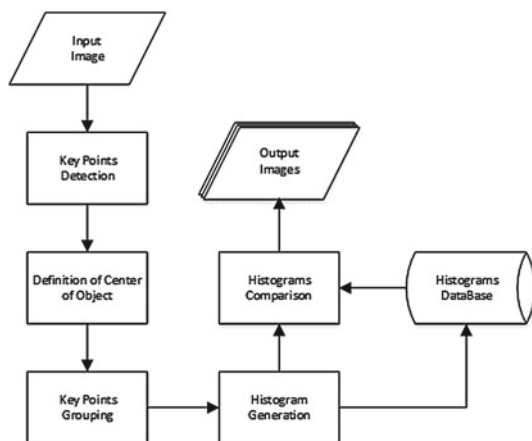 Input
Image
Key Points
Detection
Output
Images
Definition of Center
of Object
Histograms
Comparison
Histograms
DataBase
Key Points
Grouping
Histogram
Generation